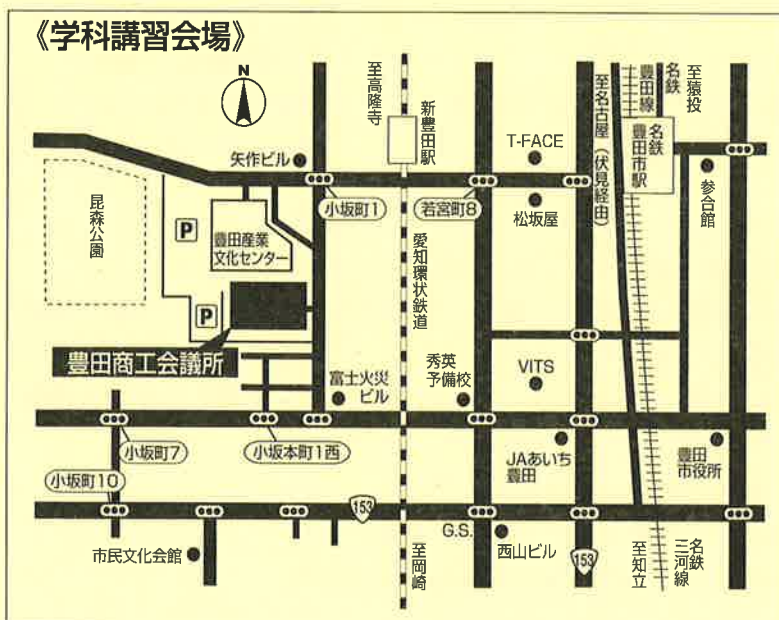 《学科講習会場》
N
至高隆寺
新豊田駅
T-FACE
至名古屋(伏見経由)
豊田線
名鉄
至猿投
名鉄
豊田市駅
矢作ビル
小坂町1
若宮町8
松坂屋
参合館
昆森公園
P
豊田産業
文化センター
P
愛知環状鉄道
豊田商工会議所
富士火災
ビル
秀英
予備校
VITS
小坂町7
小坂本町1西
JAあいち
豊田
豊田
市役所
小坂町10
153
G.S.
市民文化会館
至岡崎
西山ビル
153
至知立
三河線
名鉄